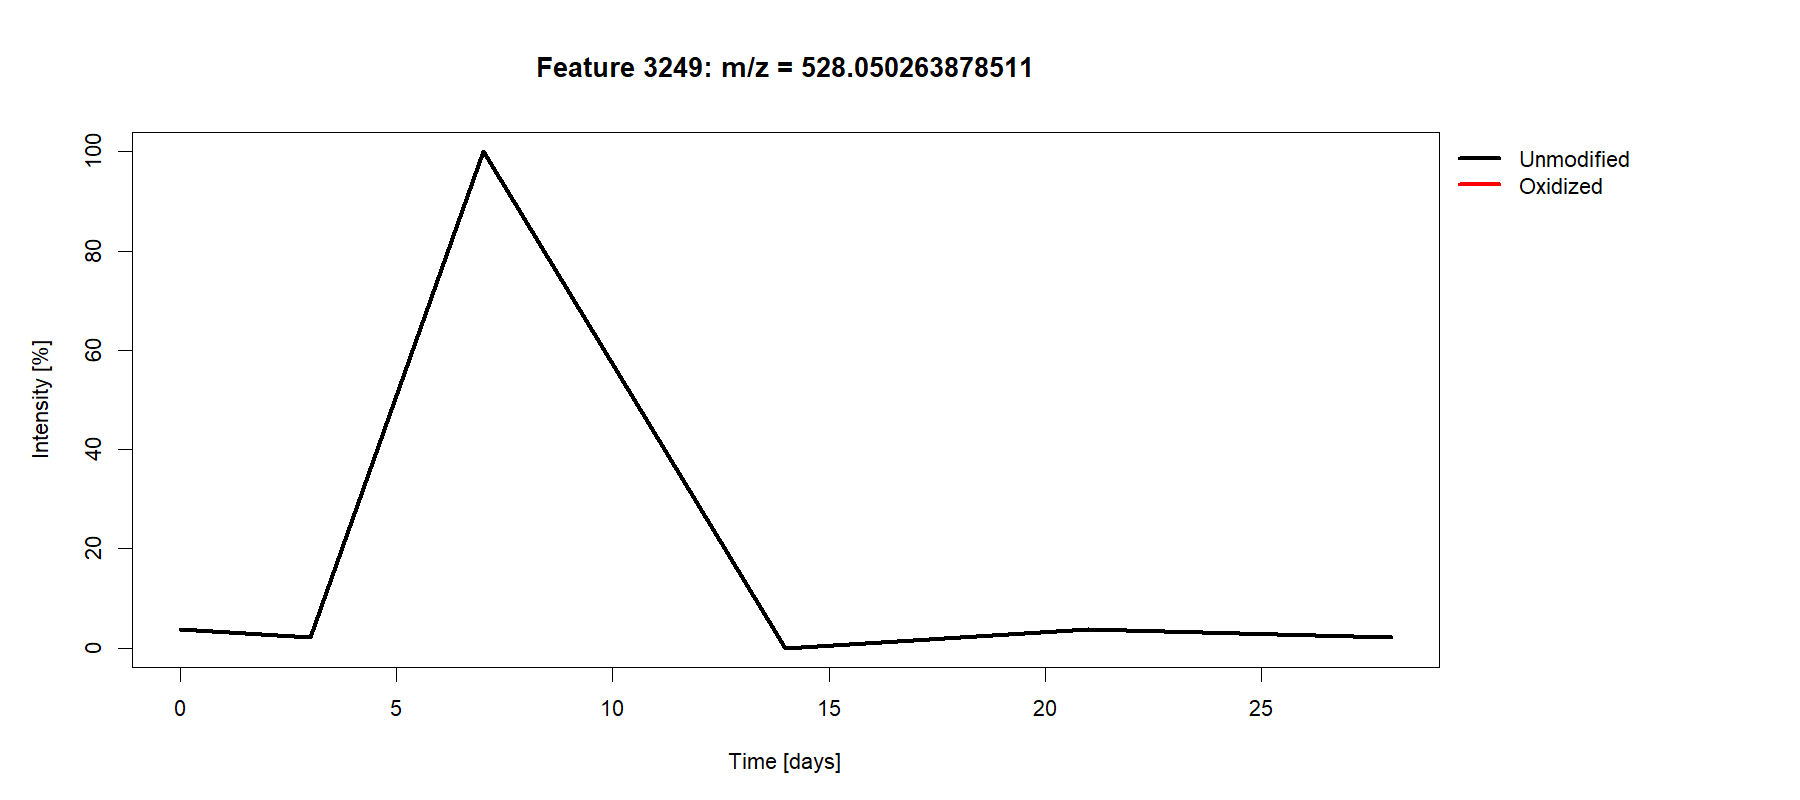 Feature 3249: m/z = 528.050263878511
Unmodified
Oxidized
Intensity [%]
100
80
60
40
20
0
0 5 10 15 20 25
Time [days]